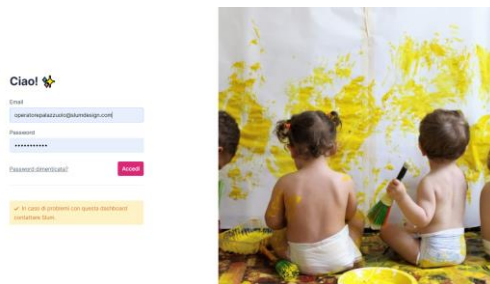 Ciao!
Email
operatorepalazzuolo@slumdesign.com
Password
Password dimenticata?
Accedi
In caso di problemi con questa dashboard
contattare Slum.